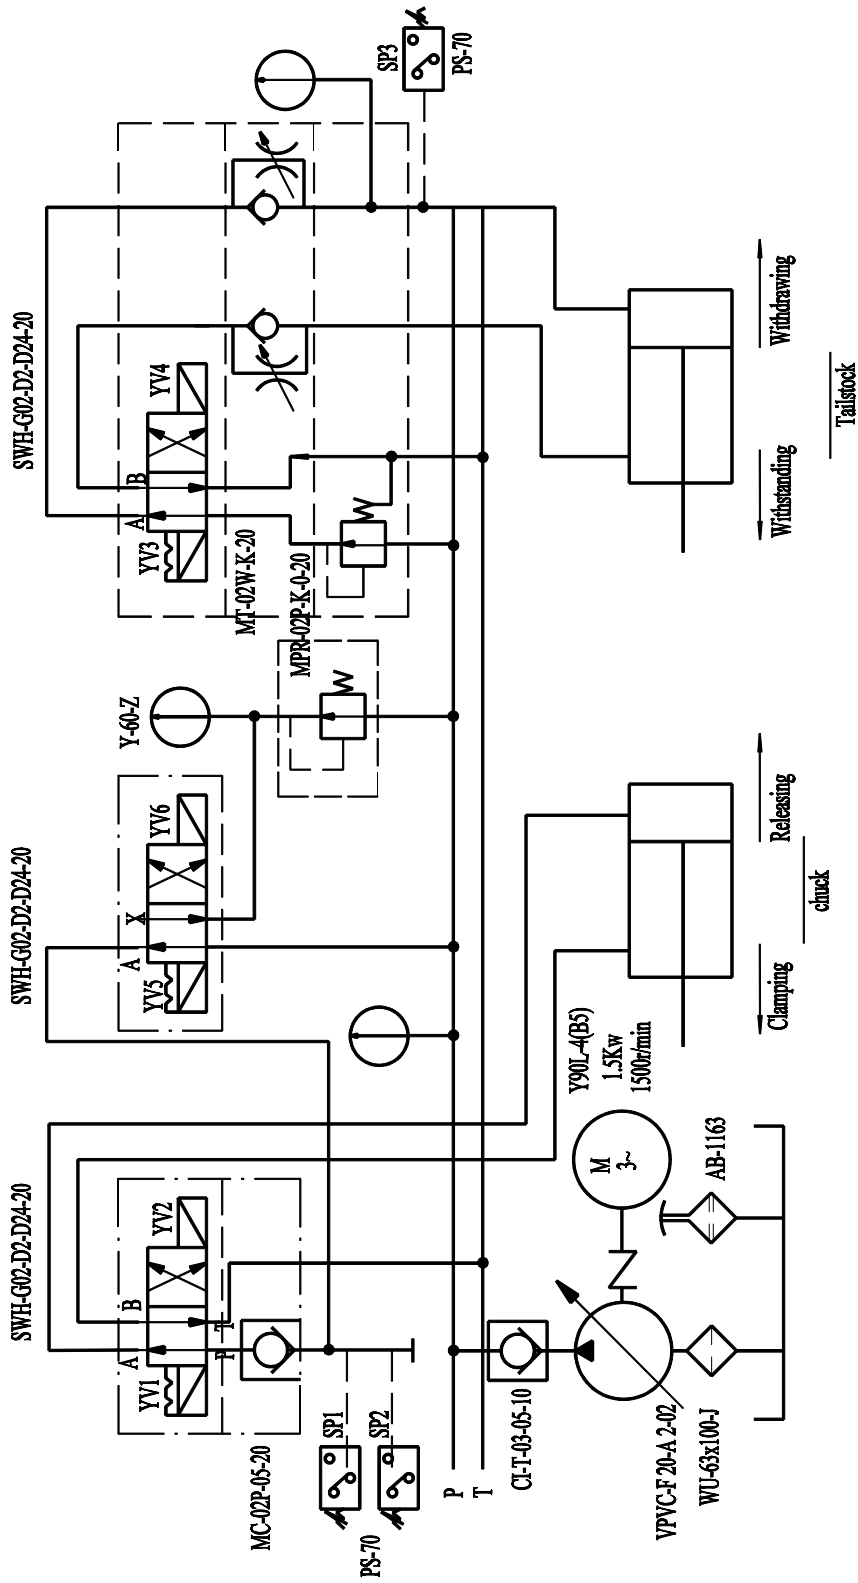 SWH-G02-D2-D24-20
SWH-G02-D2-D24-20
SWH-G02-D2-D24-20
YV1
A
B
YV2
P
T
MC-02P-05-20
SP1
SP2
PS-70
YV5
A
X
YV6
Y-60-Z
YV3
A
B
YV4
MT-02W-K-20
MPR-02P-K-0-20
SP3
PS-70
P
T
CI-T-03-05-10
VPVC-F 20-A 2-02
WU-63x100-J
M
3~
Y90L-4(B5)
1.5Kw
1500r/min
AB-1163
Clamping
Releasing
chuck
Withstanding
Withdrawing
Tailstock